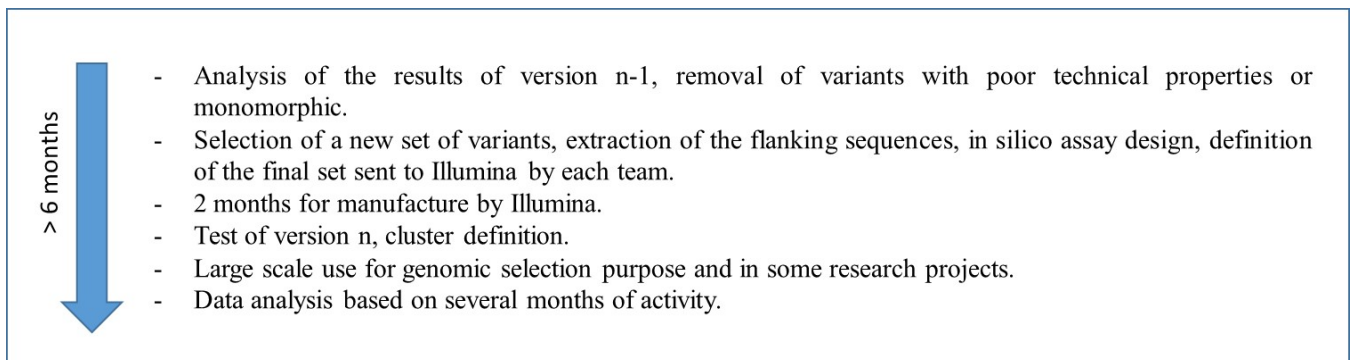 > 6 months
- Analysis of the results of version n-1, removal of variants with poor technical properties or
monomorphic.
- Selection of a new set of variants, extraction of the flanking sequences, in silico assay design, definition
of the final set sent to Illumina by each team.
- 2 months for manufacture by Illumina.
- Test of version n, cluster definition.
- Large scale use for genomic selection purpose and in some research projects.
- Data analysis based on several months of activity.